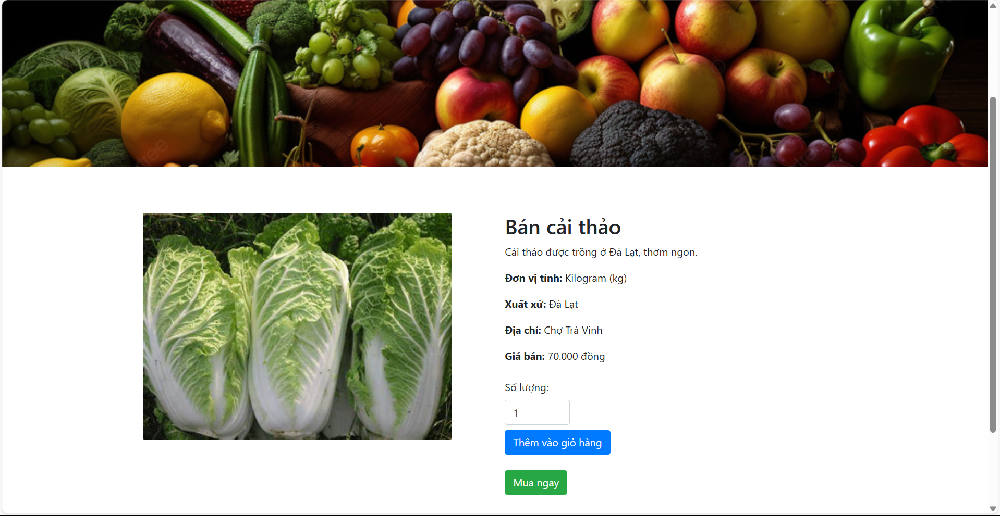 Bán cải thảo
Cải thảo được trồng ở Đà Lạt, thơm ngon.
Đơn vị tính: Kilogram (kg)
Xuất xứ: Đà Lạt
Địa chỉ: Chợ Trà Vinh
Giá bán: 70.000 đồng
Số lượng:
1
Thêm vào giỏ hàng
Mua ngay